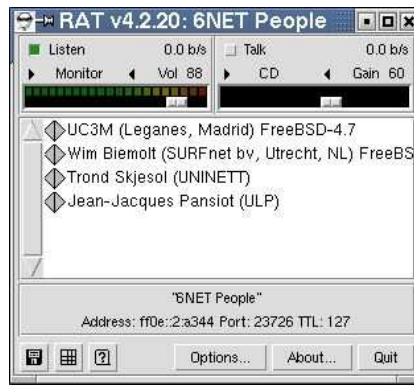 RAT v4.2.20: 6NET People
Listen 0.0 b/s Talk 0.0 b/s
Monitor Vol 88 CD Gain 60
UC3M (Leganes, Madrid) FreeBSD-4.7
Wim Biemolt (SURFnet bv, Utrecht, NL) FreeBS
Trond Skjesol (UNINETT)
Jean-Jacques Pansiot (ULP)
"6NET People"
Address: ff0e::2:a344 Port: 23726 TTL: 127
Options... About... Quit